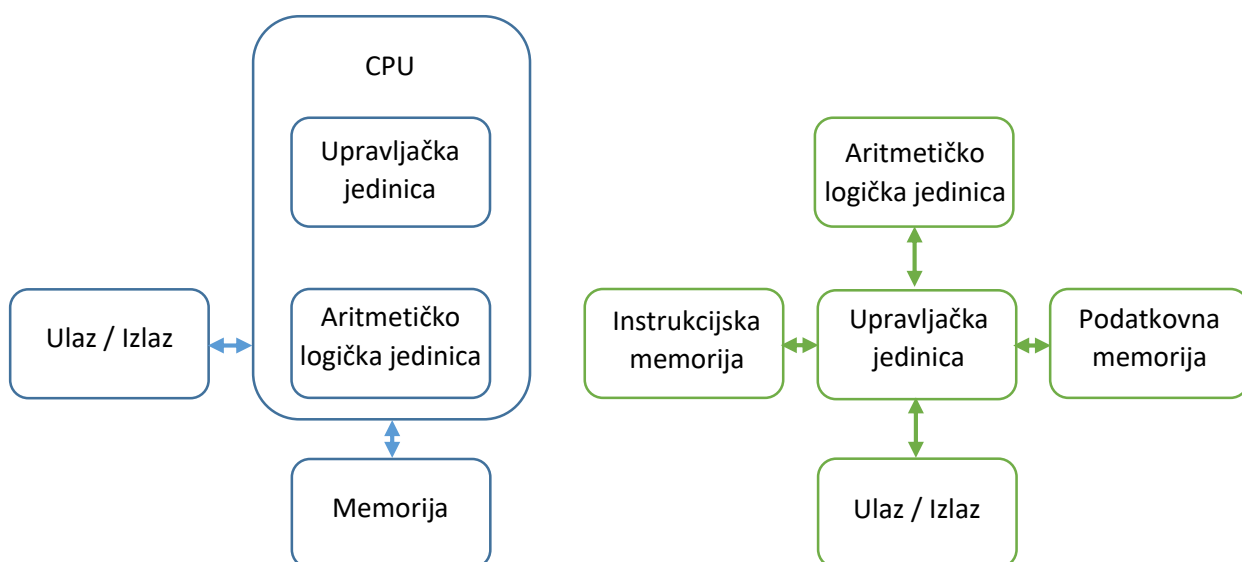 CPU
Upravljačka
jedinica
Ulaz / Izlaz
Aritmetičko
logička jedinica
Memorija
Aritmetičko
logička jedinica
Instrukcijska
memorija
Upravljačka
jedinica
Podatkovna
memorija
Ulaz / Izlaz